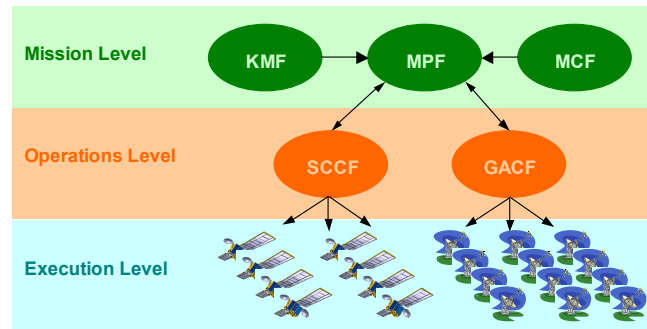 Mission Level
KMF
MPF
MCF
Operations Level
SCCF
GACF
Execution Level